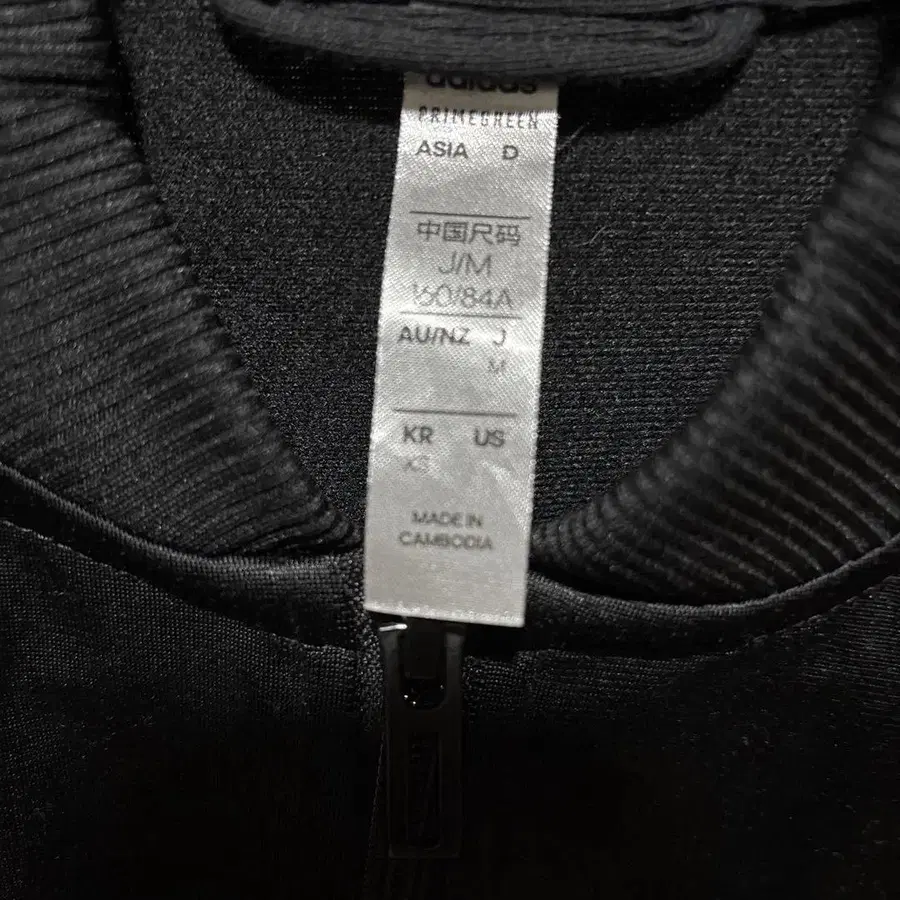 adidas
PRIMEGREEN
ASIA D
中国尺码
J/M
160/84A
AU/NZ J
M
KR US
XS
MADE IN
CAMBODIA